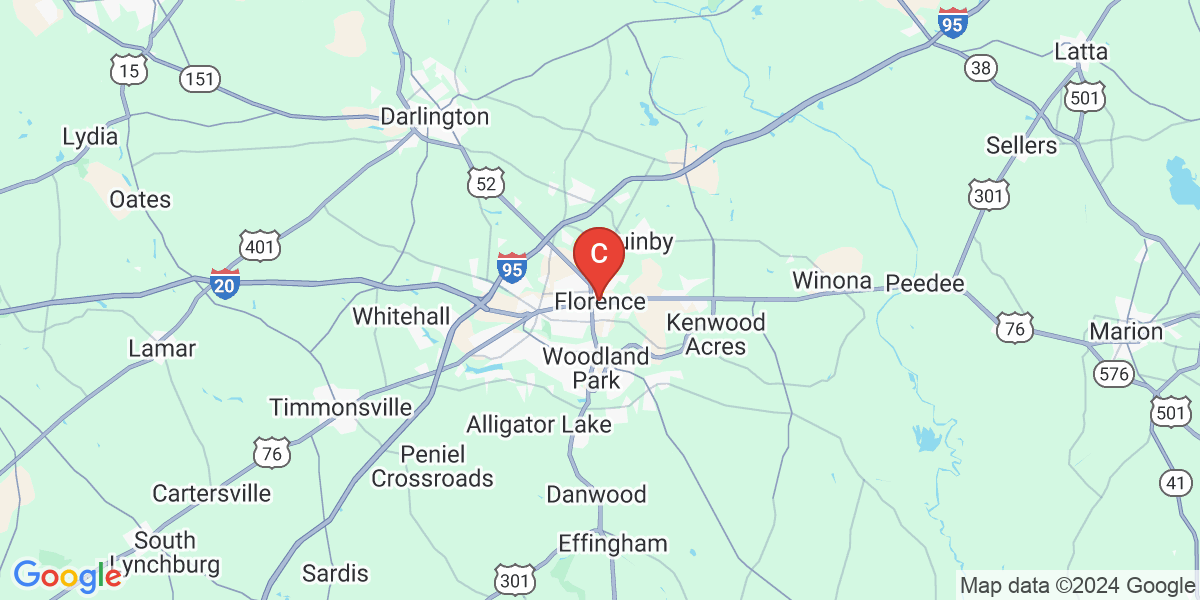 95
Latta
15
151
38
501
Darlington
Lydia
Sellers
52
301
Oates
401
C
uinby
95
20
Winona
Peedee
Florence
Whitehall
Kenwood
Acres
76
Marion
Lamar
Woodland
Park
576
Timmonsville
501
Alligator Lake
76
Peniel
Crossroads
41
Cartersville
Danwood
South
Lynchburg
Effingham
Sardis
301
Google
Map data ©2024 Google